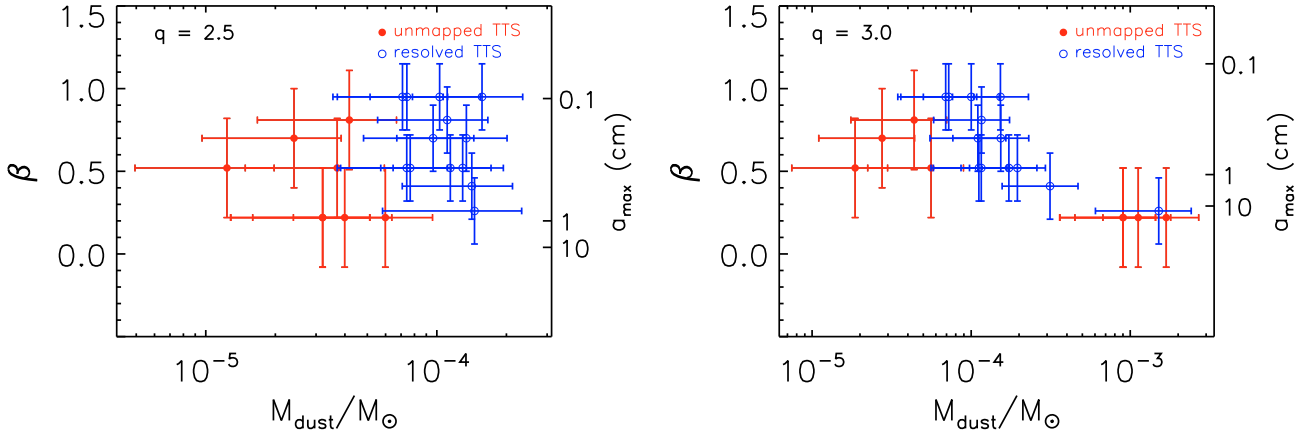 q = 2.5
unmapped TTS
resolved TTS
1.5
1.0
0.5
0.0
β
0.1
1
10
a_max (cm)
10^-5
10^-4
M_dust/M_⊙
q = 3.0
unmapped TTS
resolved TTS
1.5
1.0
0.5
0.0
β
0.1
1
10
a_max (cm)
10^-5
10^-4
10^-3
M_dust/M_⊙